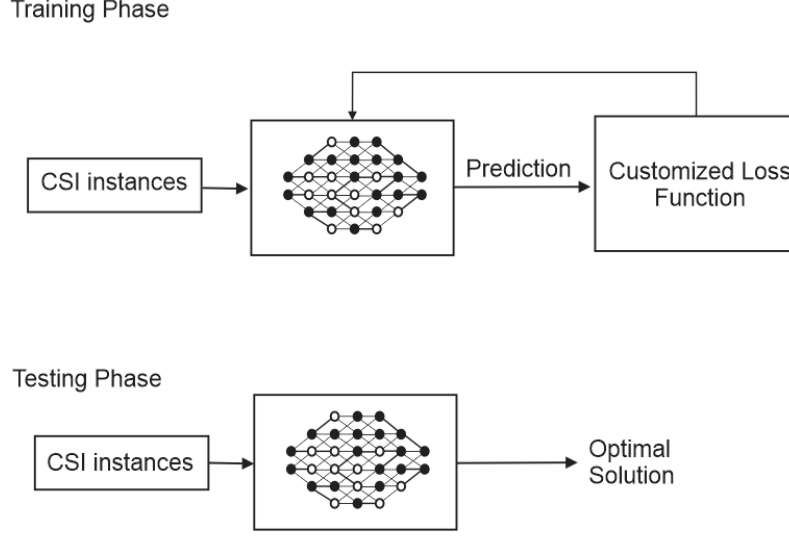 Training Phase
CSI instances
Prediction
Customized Loss
Function
Testing Phase
CSI instances
Optimal
Solution